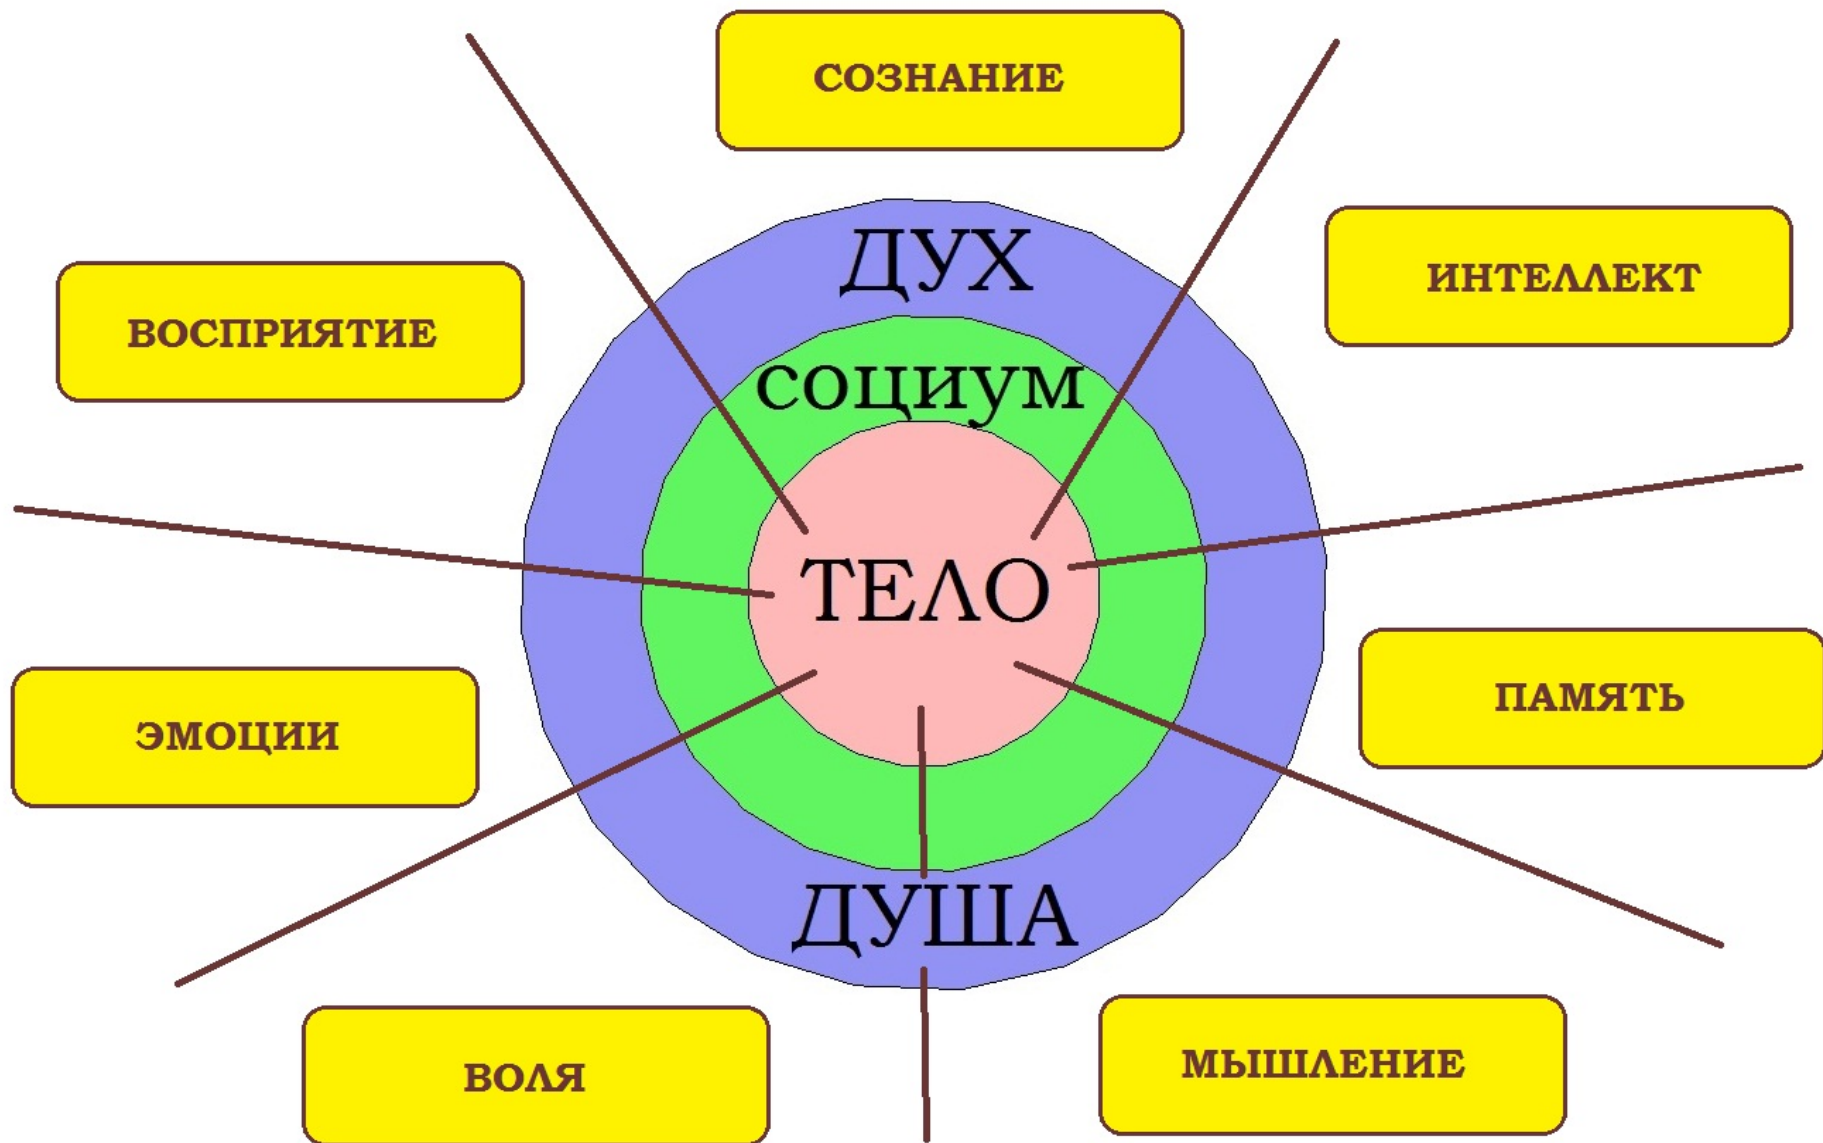 СОЗНАНИЕ
ДУХ
ИНТЕЛЛЕКТ
ВОСПРИЯТИЕ
социум
ТЕЛО
ПАМЯТЬ
ЭМОЦИИ
ДУША
ВОЛЯ
МЫШЛЕНИЕ